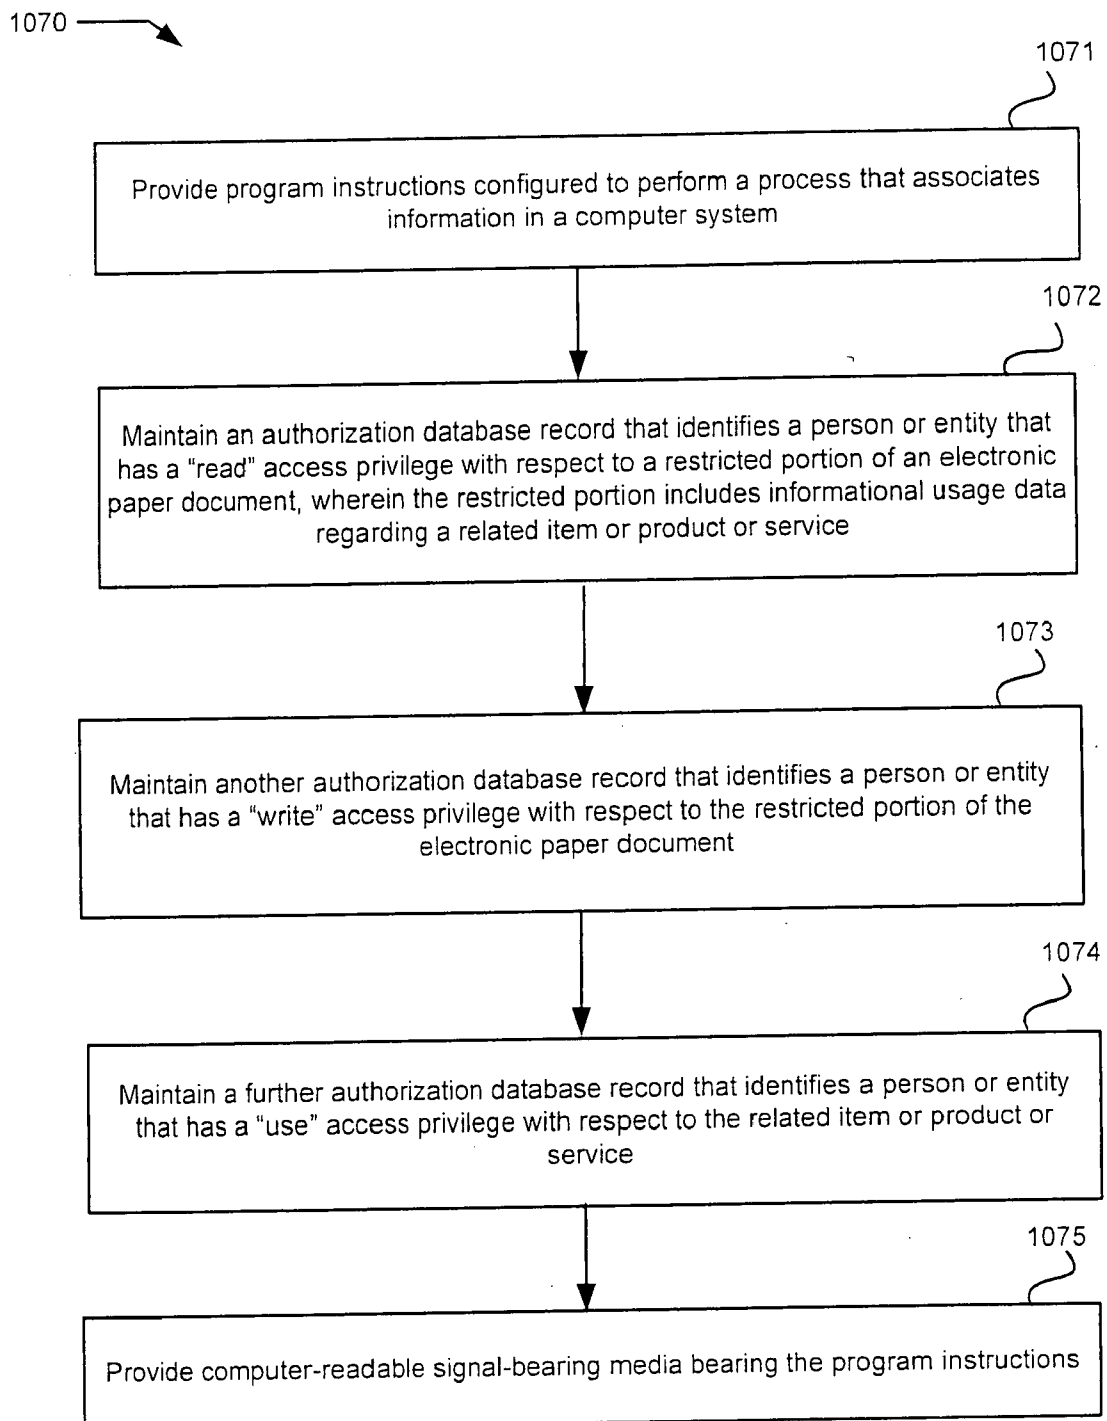 1070
1071
Provide program instructions configured to perform a process that associates
information in a computer system
1072
Maintain an authorization database record that identifies a person or entity that
has a “read” access privilege with respect to a restricted portion of an electronic
paper document, wherein the restricted portion includes informational usage data
regarding a related item or product or service
1073
Maintain another authorization database record that identifies a person or entity
that has a “write” access privilege with respect to the restricted portion of the
electronic paper document
1074
Maintain a further authorization database record that identifies a person or entity
that has a “use” access privilege with respect to the related item or product or
service
1075
Provide computer-readable signal-bearing media bearing the program instructions